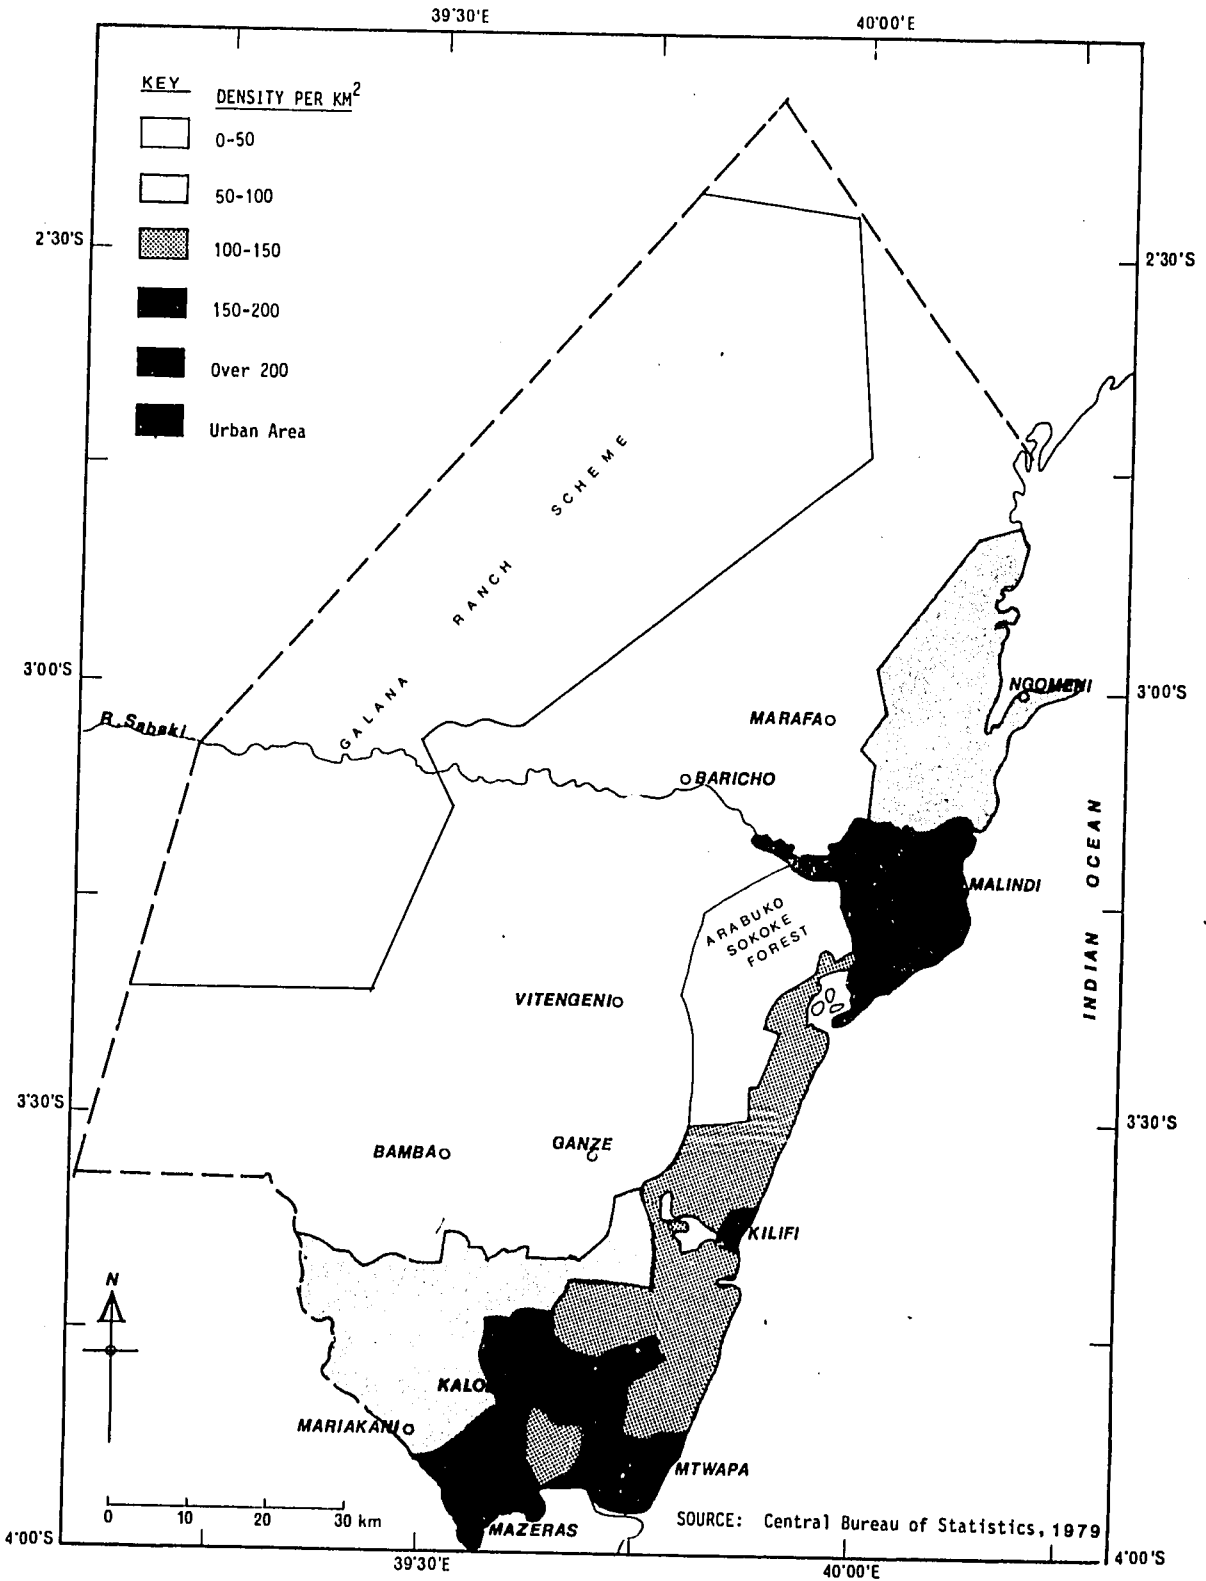 39°30'E
40°00'E
KEY
DENSITY PER KM²
0-50
50-100
100-150
150-200
Over 200
Urban Area
2°30'S
2°30'S
GALANA RANCH SCHEME
3°00'S
3°00'S
R. Sabaki
NGOMENI
MARAFA
BARICHO
MALINDI
INDIAN OCEAN
ARABUKO
SOKOKE
FOREST
VITENGENI
3°30'S
3°30'S
BAMBA
GANZE
KILIFI
N
KALO
MARIAKANI
MTWAPA
MAZERAS
0 10 20 30 km
SOURCE: Central Bureau of Statistics, 1979
4°00'S
4°00'S
39°30'E
40°00'E